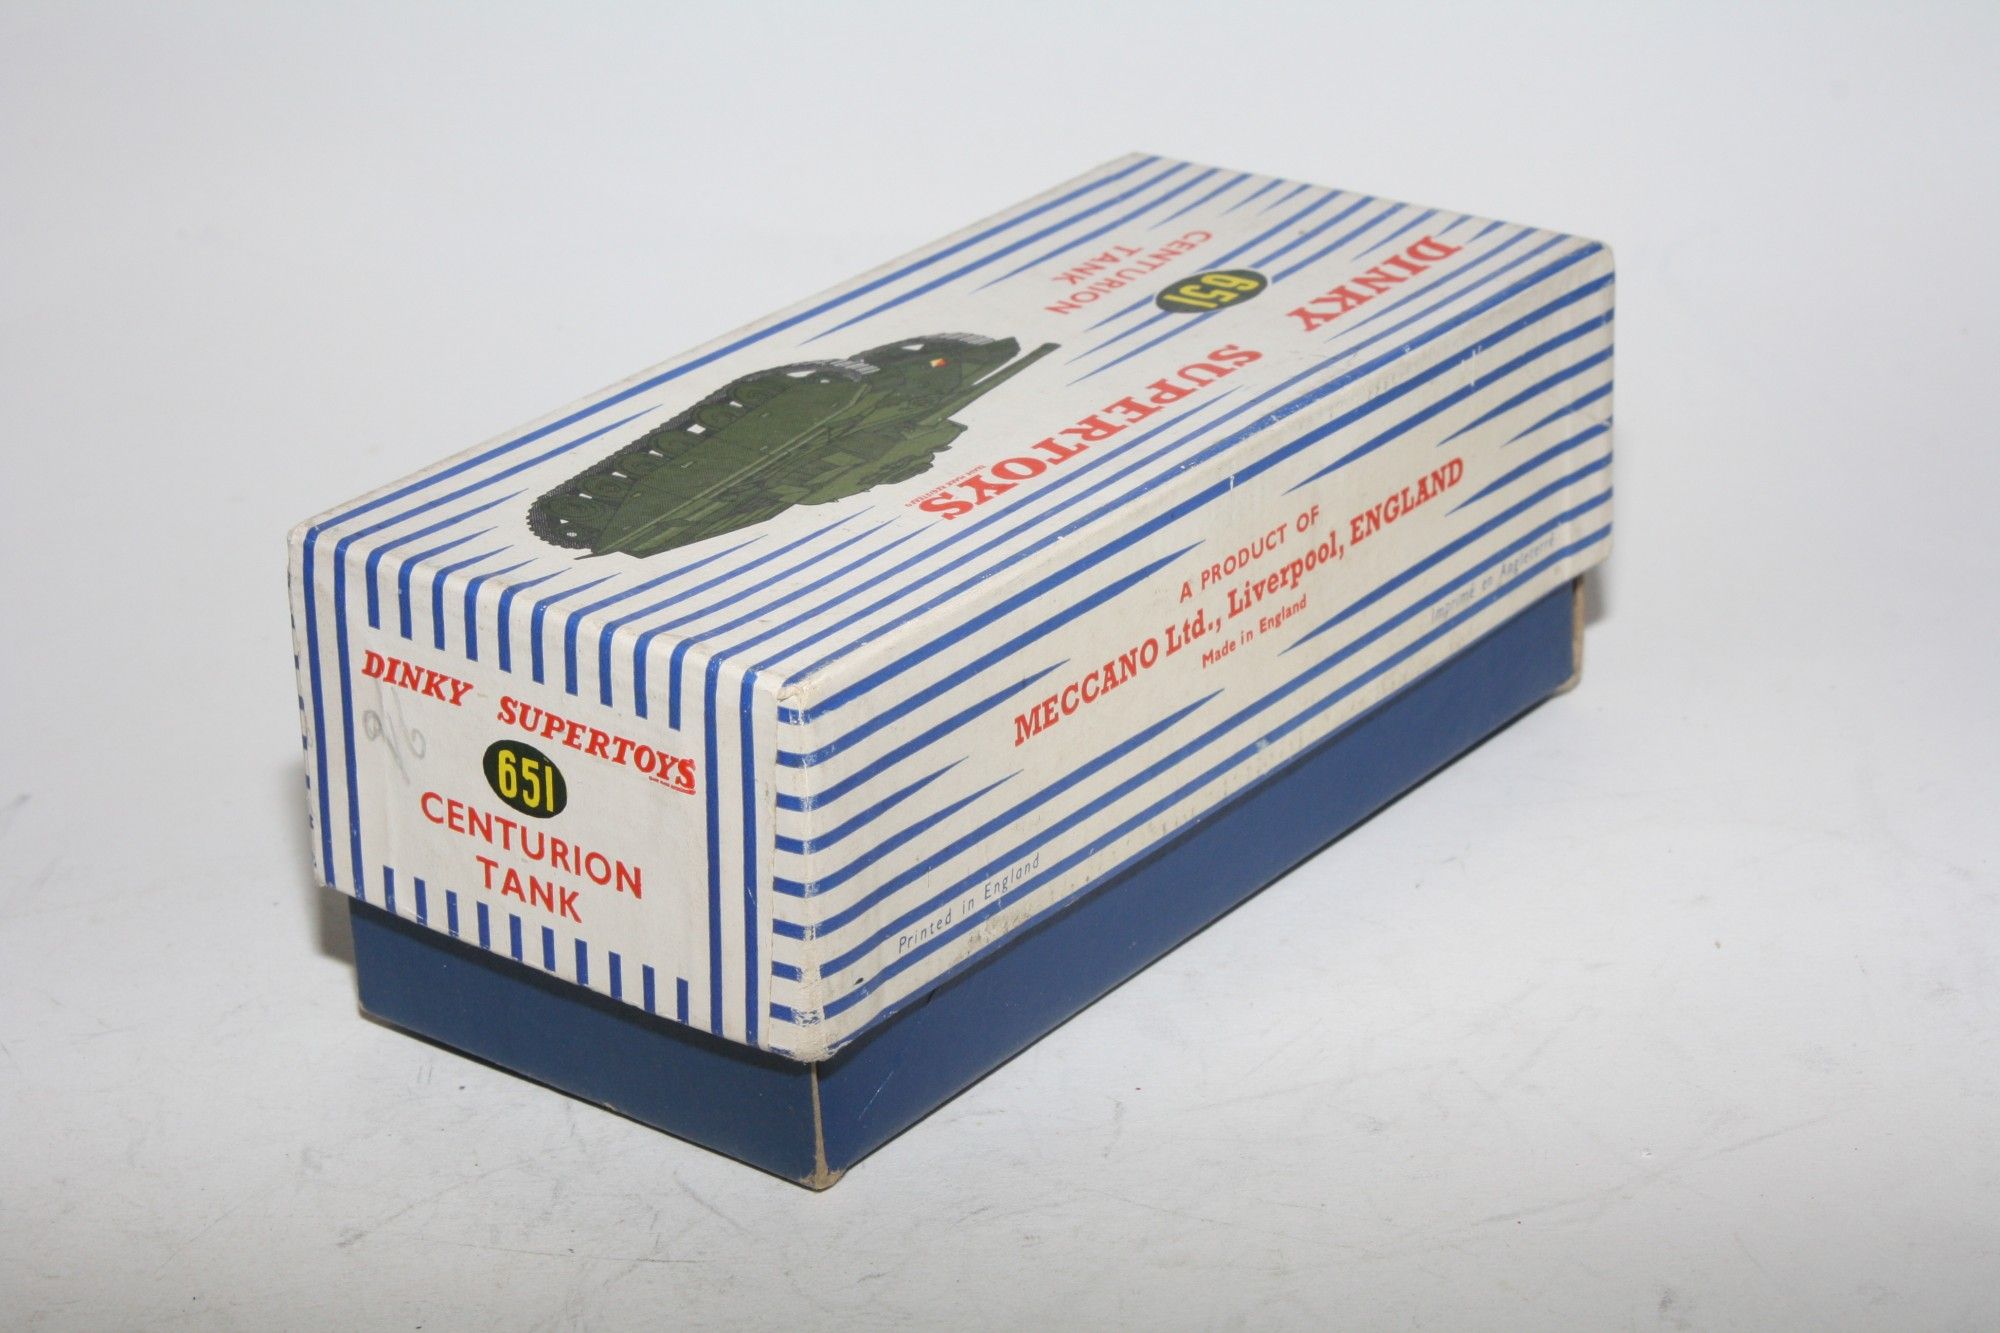 DINKY SUPERTOYS
651
CENTURION
TANK
DINKY SUPERTOYS
651
CENTURION
TANK
A PRODUCT OF
MECCANO Ltd., Liverpool, ENGLAND
Made in England
Printed in England
Imprimé en Angleterre